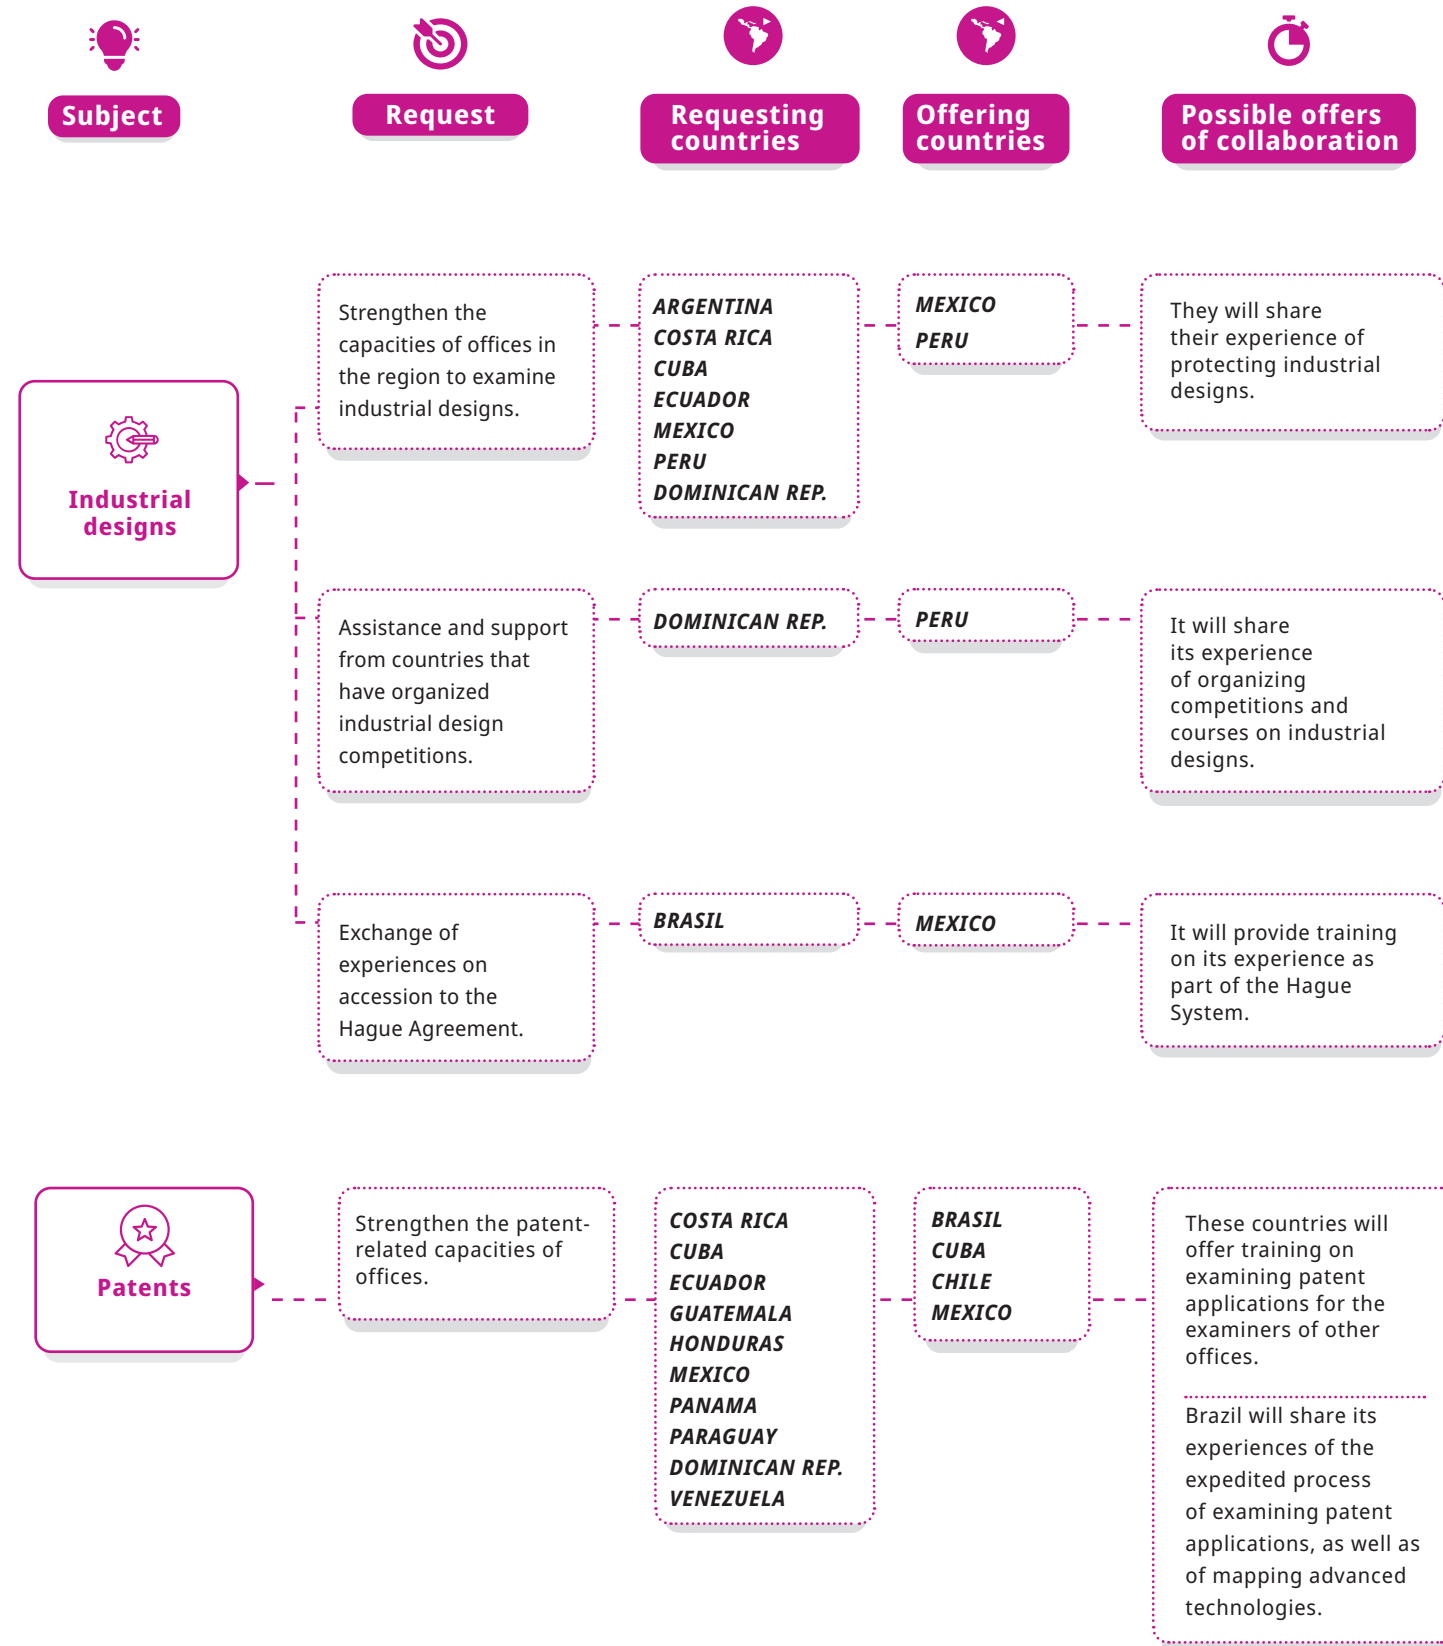 Subject
Request
Requesting
countries
Offering
countries
Possible offers
of collaboration
Industrial
designs
Strengthen the
capacities of offices in
the region to examine
industrial designs.
ARGENTINA
COSTA RICA
CUBA
ECUADOR
MEXICO
PERU
DOMINICAN REP.
MEXICO
PERU
They will share
their experience of
protecting industrial
designs.
Assistance and support
from countries that
have organized
industrial design
competitions.
DOMINICAN REP.
PERU
It will share
its experience
of organizing
competitions and
courses on industrial
designs.
Exchange of
experiences on
accession to the
Hague Agreement.
BRASIL
MEXICO
It will provide training
on its experience as
part of the Hague
System.
Patents
Strengthen the patent-
related capacities of
offices.
COSTA RICA
CUBA
ECUADOR
GUATEMALA
HONDURAS
MEXICO
PANAMA
PARAGUAY
DOMINICAN REP.
VENEZUELA
BRASIL
CUBA
CHILE
MEXICO
These countries will
offer training on
examining patent
applications for the
examiners of other
offices.
Brazil will share its
experiences of the
expedited process
of examining patent
applications, as well as
of mapping advanced
technologies.